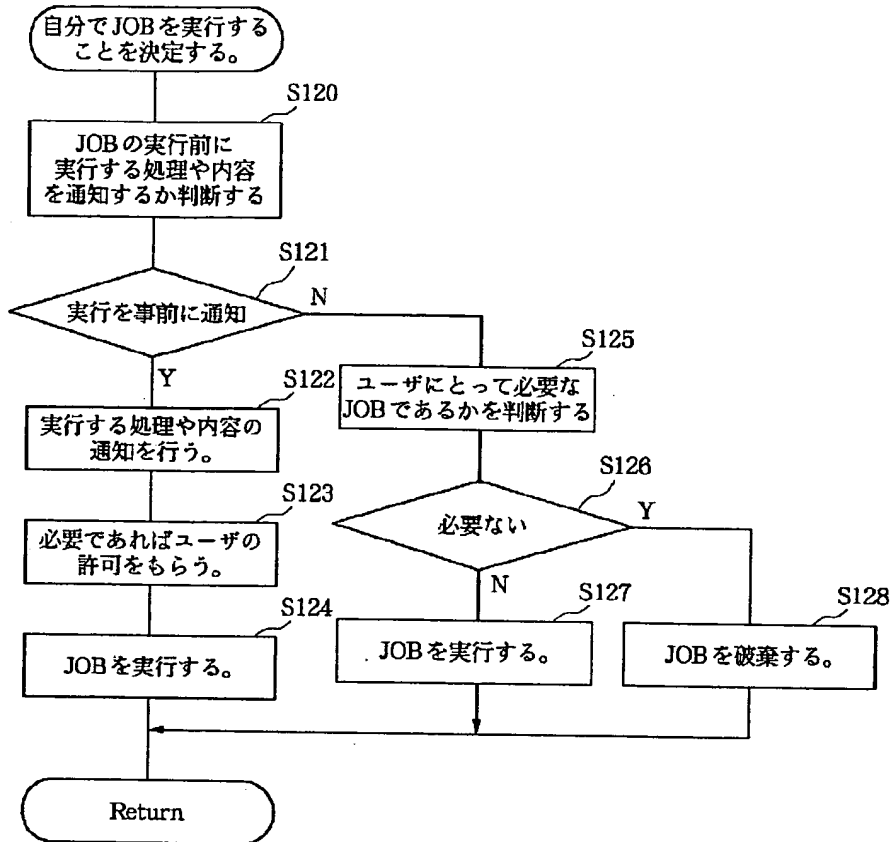 自分でJOBを実行する
ことを決定する。
S120
JOBの実行前に
実行する処理や内容
を通知するか判断する
S121
実行を事前に通知
N
Y
S122
実行する処理や内容の
通知を行う。
S123
必要であればユーザの
許可をもらう。
S124
JOBを実行する。
S125
ユーザにとって必要な
JOBであるかを判断する
S126
必要ない
Y
N
S127
JOBを実行する。
S128
JOBを破棄する。
Return